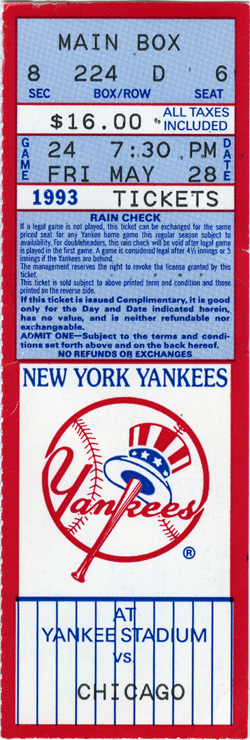 MAIN BOX
8 224 D 6
SEC BOX/ROW SEAT
$16.00 ALL TAXES INCLUDED
GAME 24 7:30 PM DATE
FRI MAY 28
1993 TICKETS
RAIN CHECK
If a legal game is not played, this ticket can be exchanged for the same
priced seat for any Yankee home game this regular season subject to
availability. For doubleheaders, this rain check will be void after legal game
is played in the first game. A game is considered legal after 4½ innings or 5
innings if the Yankees are behind.
The management reserves the right to revoke the license granted by this
ticket.
This ticket is sold subject to above printed term and condition and those
printed on the reverse side.
If this ticket is issued Complimentary, it is good
only for the Day and Date indicated herein,
has no value, and is neither refundable nor
exchangeable.
ADMIT ONE—Subject to the terms and condi-
tions set forth above and on the back hereof.
NO REFUNDS OR EXCHANGES
NEW YORK YANKEES
Yankees
®
AT
YANKEE STADIUM
vs.
CHICAGO